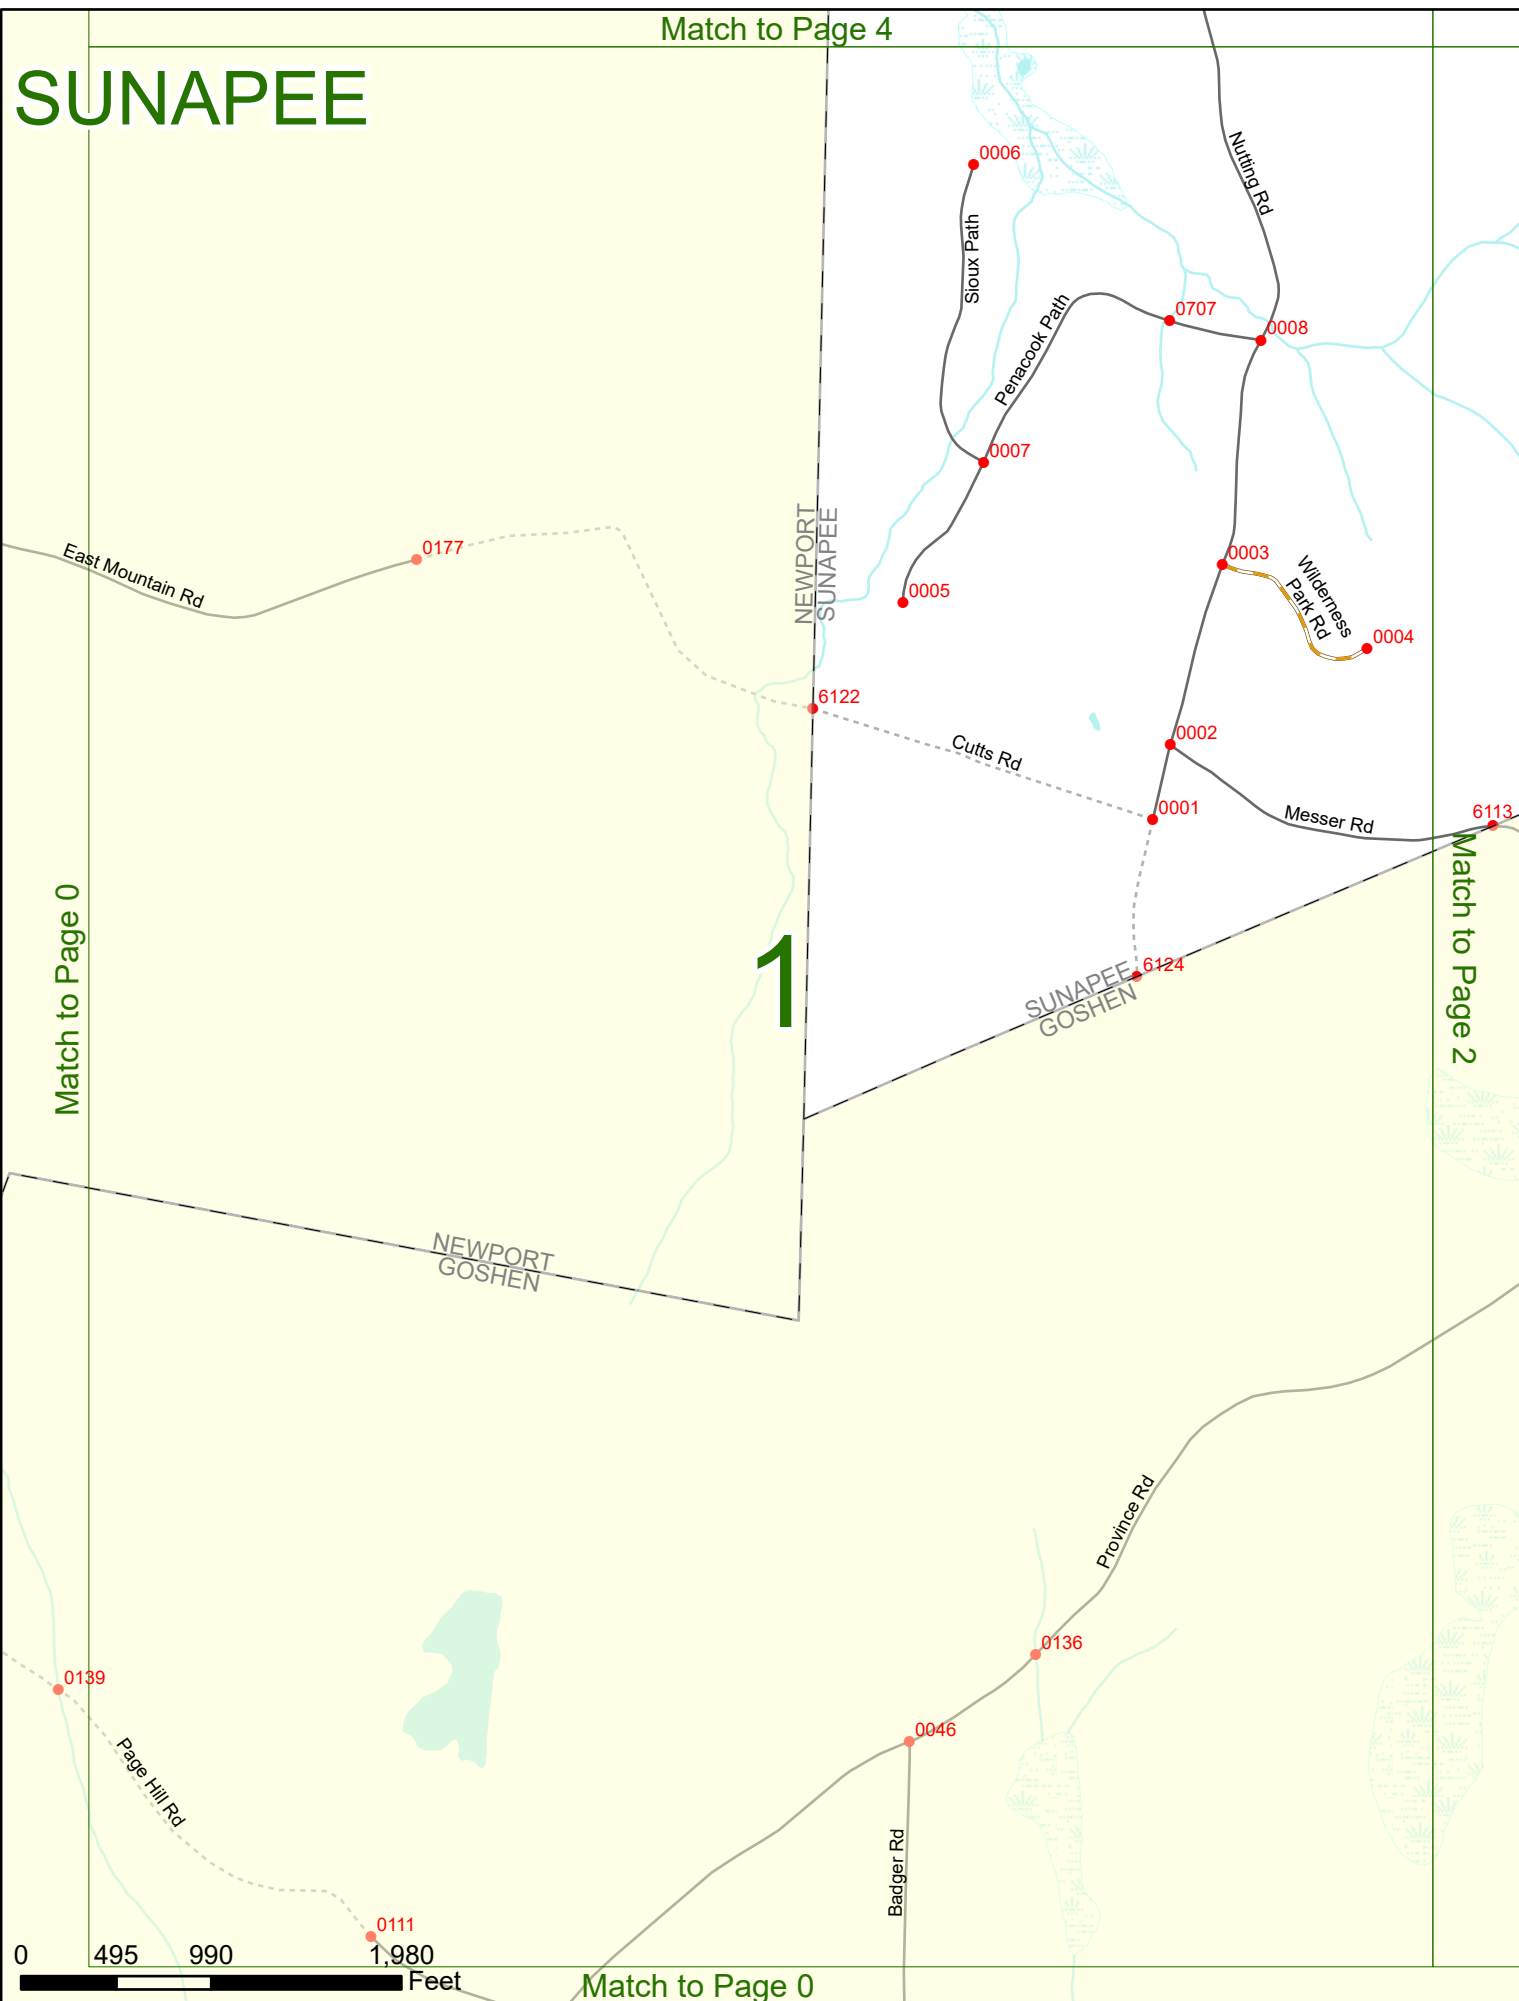 Match to Page 4
SUNAPEE
Nutting Rd
0006
Sioux Path
Penacook Path
0707
0008
0007
NEWPORT
SUNAPEE
East Mountain Rd
0177
0005
0003
Wilderness
Park Rd
0004
6122
Cutts Rd
0002
0001
Messer Rd
6113
Match to Page 0
1
Match to Page 2
6124
SUNAPEE
GOSHEN
NEWPORT
GOSHEN
Province Rd
0136
0139
0046
Page Hill Rd
Badger Rd
0111
0 495 990 1,980
Feet
Match to Page 0